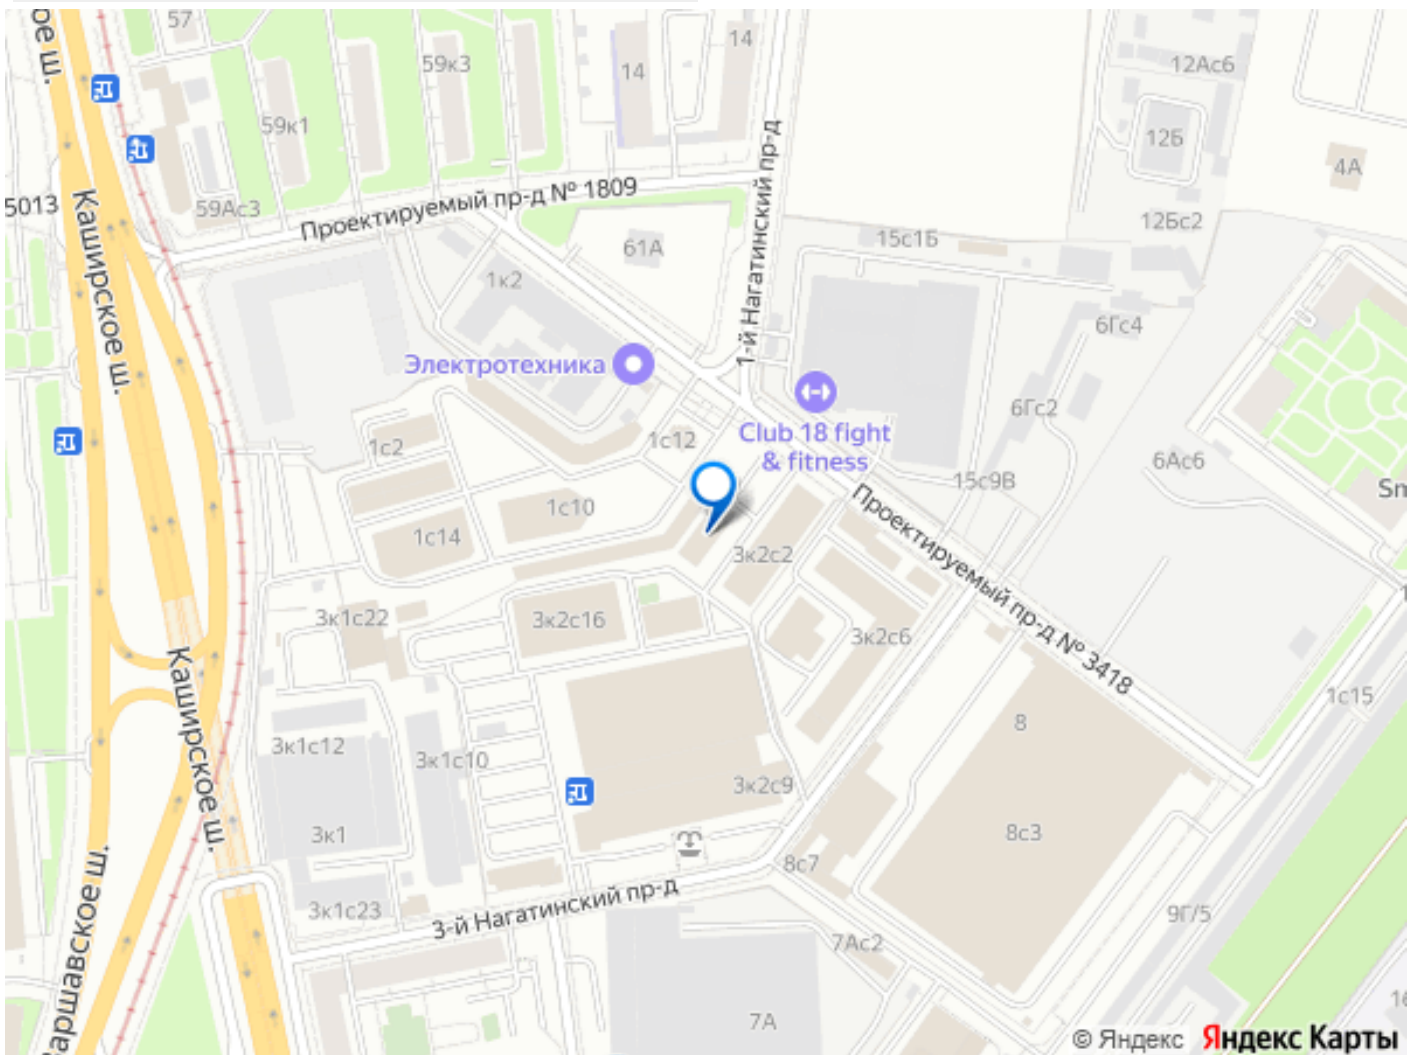 57
59к3
14
14
12Ас6
ое ш.
59к1
12Б
4А
5013
59Ас3
Проектируемый пр-д № 1809
1-й Нагатинский пр-д
12Бс2
Каширское ш.
61А
15с1Б
1к2
6Гс4
Электротехника
6Гс2
1с2
1с12
Club 18 fight
& fitness
6Ас6
15с9В
Sm
1с10
1с14
3к2с2
Проектируемый пр-д № 3418
3к1с22
3к2с16
3к2с6
Каширское ш.
1с15
8
3к1с12
3к1с10
3к2с9
3к1
8с3
8с7
Варшавское ш.
3к1с23
3-й Нагатинский пр-д
9Г/5
7Ас2
16
7А
© Яндекс Яндекс Карты